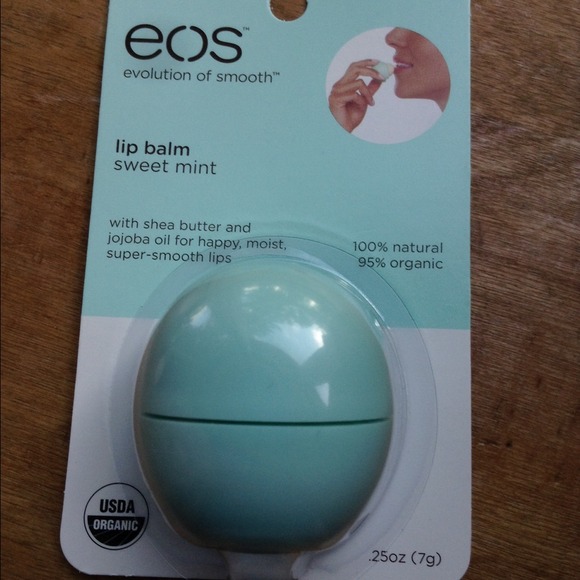 eos™
evolution of smooth™
lip balm
sweet mint
with shea butter and
jojoba oil for happy, moist,
super-smooth lips
100% natural
95% organic
USDA
ORGANIC
.25oz (7g)